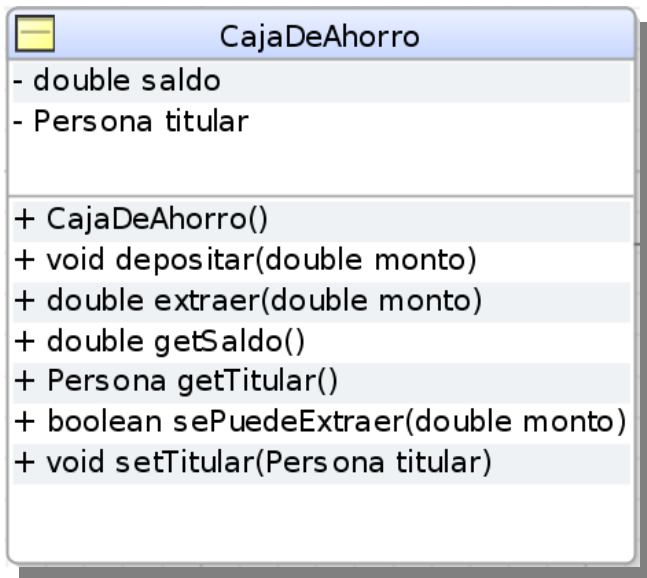 CajaDeAhorro
- double saldo
- Persona titular
+ CajaDeAhorro()
+ void depositar(double monto)
+ double extraer(double monto)
+ double getSaldo()
+ Persona getTitular()
+ boolean sePuedeExtraer(double monto)
+ void setTitular(Persona titular)